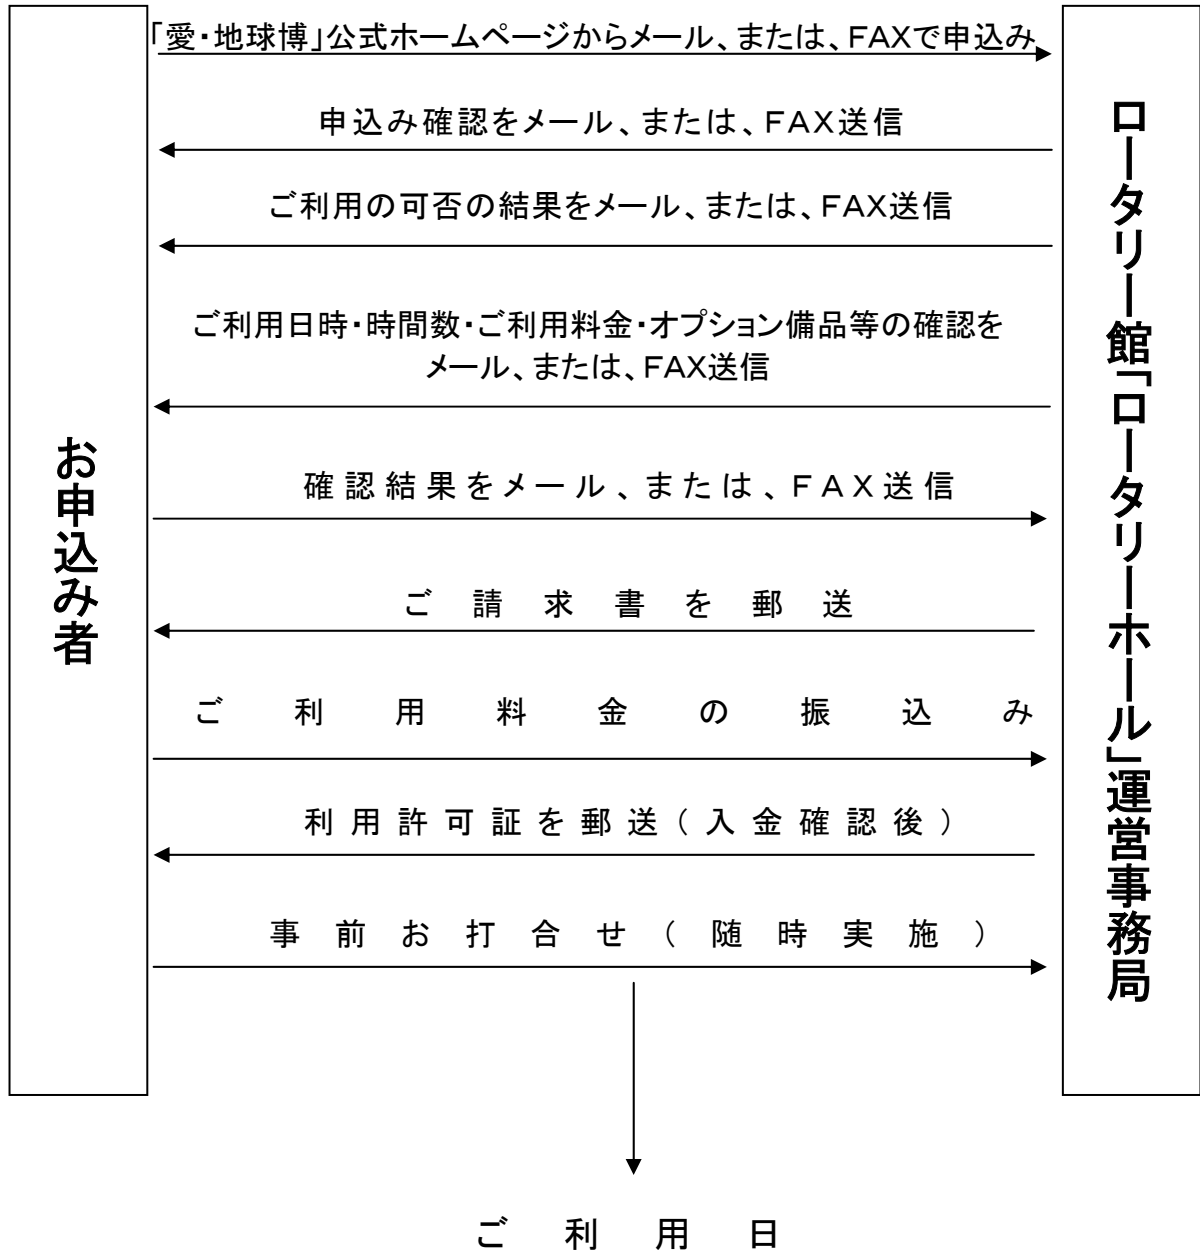 「愛・地球博」公式ホームページからメール、または、FAXで申込み
申込み確認をメール、または、FAX送信
ご利用の可否の結果をメール、または、FAX送信
ご利用日時・時間数・ご利用料金・オプション備品等の確認を
メール、または、FAX送信
確認結果をメール、または、FAX送信
ご請求書を郵送
ご利用料金の振込み
利用許可証を郵送(入金確認後)
事前お打合せ(随時実施)
お申込み者
ロータリー館「ロータリーホール」運営事務局
ご利用日